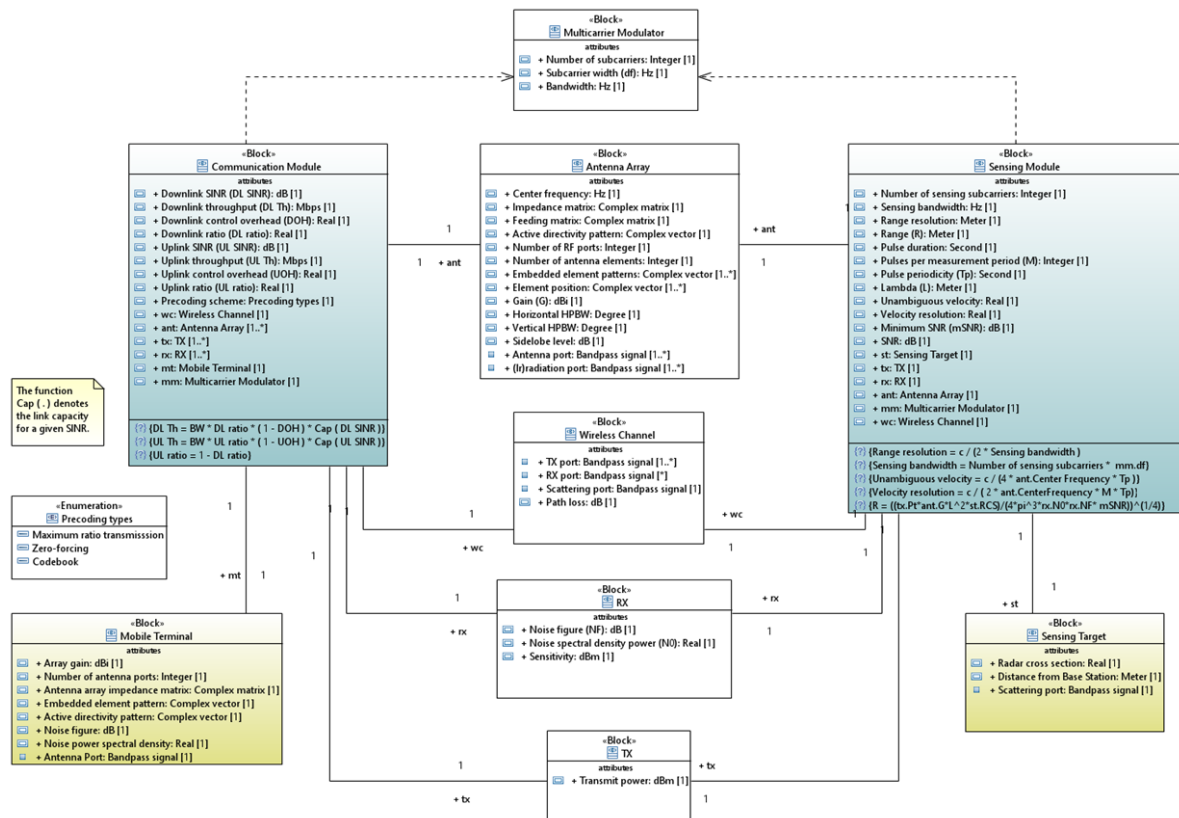 «Block»
Multicarrier Modulator
attributes
+ Number of subcarriers: Integer [1]
+ Subcarrier width (df): Hz [1]
+ Bandwidth: Hz [1]
«Block»
Communication Module
attributes
+ Downlink SINR (DL SINR): dB [1]
+ Downlink throughput (DL Th): Mbps [1]
+ Downlink control overhead (DOH): Real [1]
+ Downlink ratio (DL ratio): Real [1]
+ Uplink SINR (UL SINR): dB [1]
+ Uplink throughput (UL Th): Mbps [1]
+ Uplink control overhead (UOH): Real [1]
+ Uplink ratio (UL ratio): Real [1]
+ Precoding scheme: Precoding types [1]
+ wc: Wireless Channel [1]
+ ant: Antenna Array [1..*]
+ tx: TX [1..*]
+ rx: RX [1..*]
+ mt: Mobile Terminal [1]
+ mm: Multicarrier Modulator [1]
{?} {DL Th = BW * DL ratio * ( 1 - DOH ) * Cap ( DL SINR )}
{?} {UL Th = BW * UL ratio * ( 1 - UOH ) * Cap ( UL SINR )}
{?} {UL ratio = 1 - DL ratio}
«Block»
Antenna Array
attributes
+ Center frequency: Hz [1]
+ Impedance matrix: Complex matrix [1]
+ Feeding matrix: Complex matrix [1]
+ Active directivity pattern: Complex vector [1]
+ Number of RF ports: Integer [1]
+ Number of antenna elements: Integer [1]
+ Embedded element patterns: Complex vector [1..*]
+ Element position: Complex vector [1..*]
+ Gain (G): dBi [1]
+ Horizontal HPBW: Degree [1]
+ Vertical HPBW: Degree [1]
+ Sidelobe level: dB [1]
+ Antenna port: Bandpass signal [1..*]
+ (Ir)radiation port: Bandpass signal [1..*]
«Block»
Sensing Module
attributes
+ Number of sensing subcarriers: Integer [1]
+ Sensing bandwidth: Hz [1]
+ Range resolution: Meter [1]
+ Range (R): Meter [1]
+ Pulse duration: Second [1]
+ Pulses per measurement period (M): Integer [1]
+ Pulse periodicity (Tp): Second [1]
+ Lambda (L): Meter [1]
+ Unambiguous velocity: Real [1]
+ Velocity resolution: Real [1]
+ Minimum SNR (mSNR): dB [1]
+ SNR: dB [1]
+ st: Sensing Target [1]
+ tx: TX [1]
+ rx: RX [1]
+ ant: Antenna Array [1]
+ mm: Multicarrier Modulator [1]
+ wc: Wireless Channel [1]
{?} {Range resolution = c / (2 * Sensing bandwidth )
{?} {Sensing bandwidth = Number of sensing subcarriers * mm.df}
{?} {Unambiguous velocity = c / (4 * ant.Center Frequency * Tp )}
{?} {Velocity resolution = c / ( 2 * ant.CenterFrequency * M * Tp)}
{?} {R = ((tx.Pt*ant.G*L^2*st.RCS)/(4*pi^3*rx.N0*rx.NF* mSNR))^{1/4}}
1
1
+ ant
1
+ ant
1
The function
Cap ( . ) denotes
the link capacity
for a given SINR.
«Enumeration»
Precoding types
Maximum ratio transmisssion
Zero-forcing
Codebook
«Block»
Wireless Channel
attributes
+ TX port: Bandpass signal [1..*]
+ RX port: Bandpass signal [*]
+ Scattering port: Bandpass signal [1]
+ Path loss: dB [1]
1
1
1
1
+ wc
+ wc
1
1
1
1
1
+ mt
1
«Block»
Mobile Terminal
attributes
+ Array gain: dBi [1]
+ Number of antenna ports: Integer [1]
+ Antenna array impedance matrix: Complex matrix [1]
+ Embedded element pattern: Complex vector [1]
+ Active directivity pattern: Complex vector [1]
+ Noise figure: dB [1]
+ Noise power spectral density: Real [1]
+ Antenna Port: Bandpass signal [1]
«Block»
RX
attributes
+ Noise figure (NF): dB [1]
+ Noise spectral density power (N0): Real [1]
+ Sensitivity: dBm [1]
1
+ rx
+ rx
1
1
1
+ st
«Block»
Sensing Target
attributes
+ Radar cross section: Real [1]
+ Distance from Base Station: Meter [1]
+ Scattering port: Bandpass signal [1]
«Block»
TX
attributes
+ Transmit power: dBm [1]
1
+ tx
+ tx
1